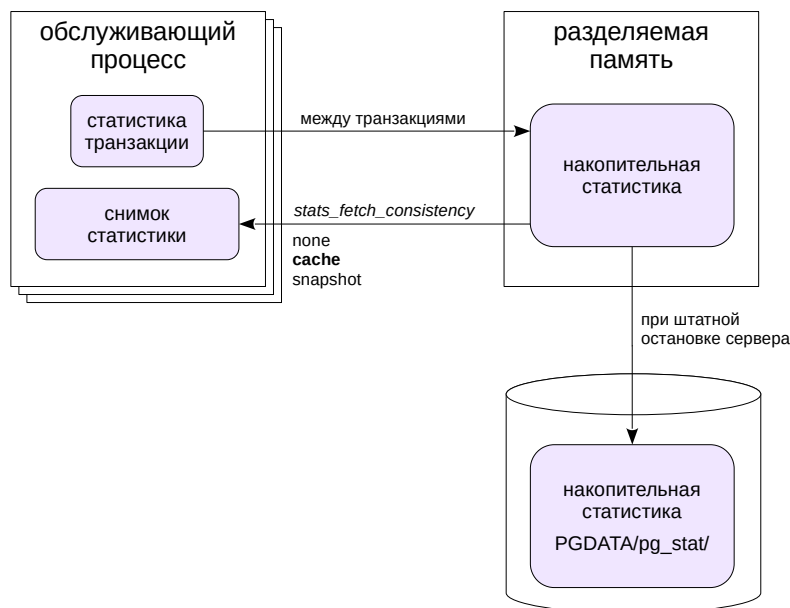 обслуживающий
процесс
статистика
транзакции
между транзакциями
снимок
статистики
stats_fetch_consistency
none
cache
snapshot
разделяемая
память
накопительная
статистика
при штатной
остановке сервера
накопительная
статистика
PGDATA/pg_stat/